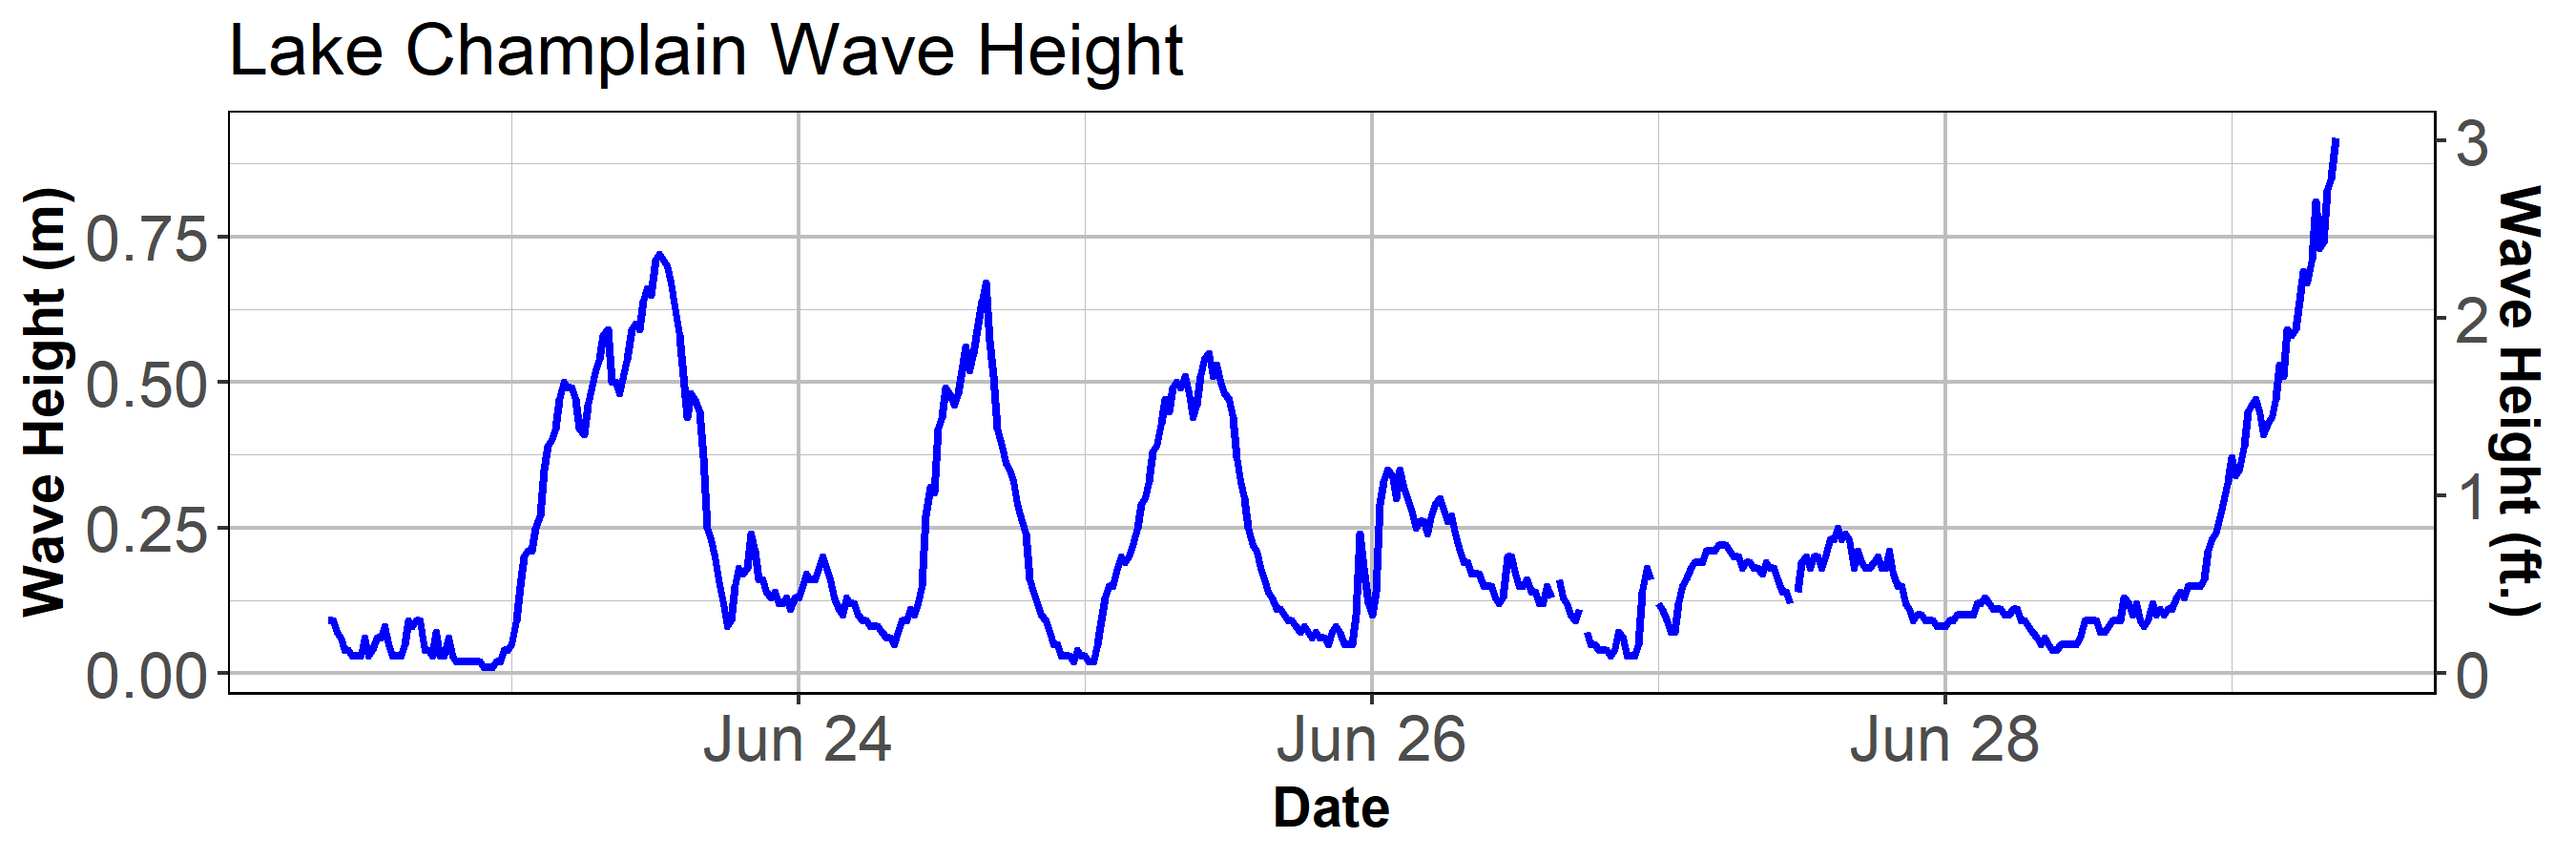 Lake Champlain Wave Height
Wave Height (m)
0.75
0.50
0.25
0.00
3
2
1
0
Wave Height (ft.)
Jun 24
Jun 26
Jun 28
Date